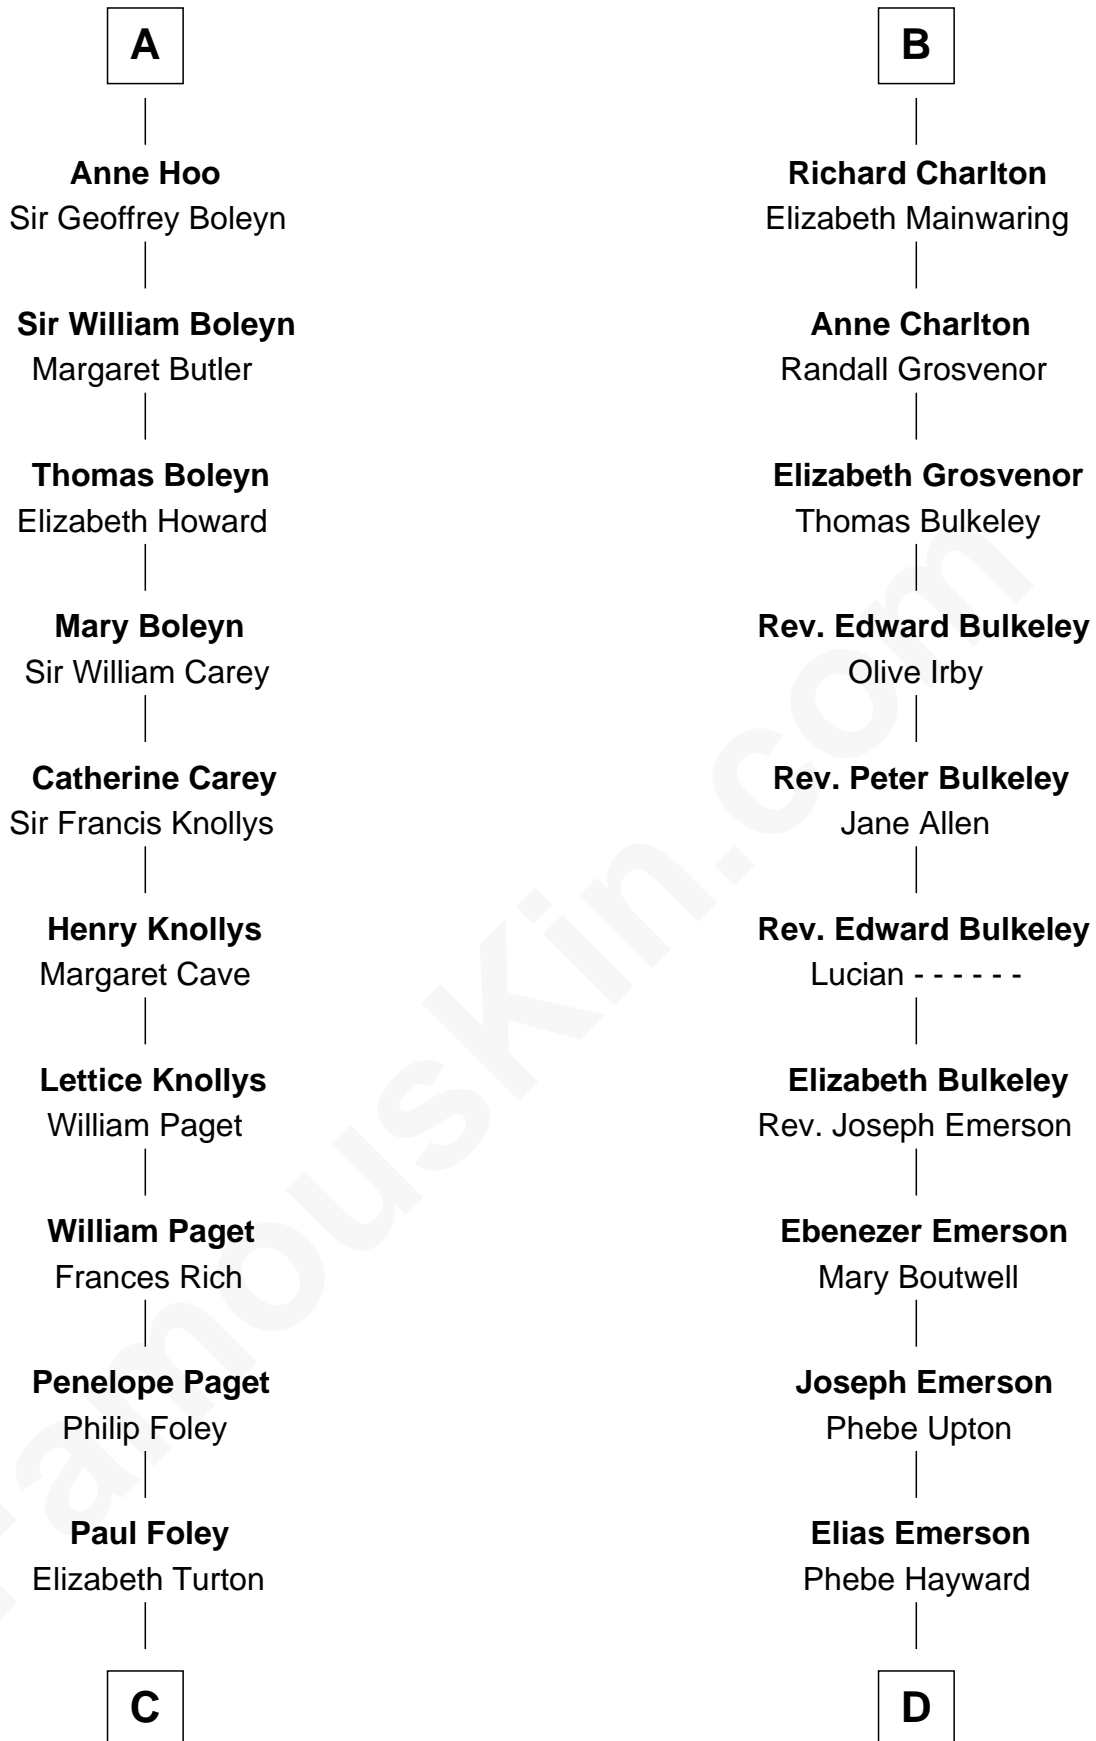 A
Anne Hoo
Sir Geoffrey Boleyn
Sir William Boleyn
Margaret Butler
Thomas Boleyn
Elizabeth Howard
Mary Boleyn
Sir William Carey
Catherine Carey
Sir Francis Knollys
Henry Knollys
Margaret Cave
Lettice Knollys
William Paget
William Paget
Frances Rich
Penelope Paget
Philip Foley
Paul Foley
Elizabeth Turton
C
B
Richard Charlton
Elizabeth Mainwaring
Anne Charlton
Randall Grosvenor
Elizabeth Grosvenor
Thomas Bulkeley
Rev. Edward Bulkeley
Olive Irby
Rev. Peter Bulkeley
Jane Allen
Rev. Edward Bulkeley
Lucian - - - - - -
Elizabeth Bulkeley
Rev. Joseph Emerson
Ebenezer Emerson
Mary Boutwell
Joseph Emerson
Phebe Upton
Elias Emerson
Phebe Hayward
D
FamousKin.com